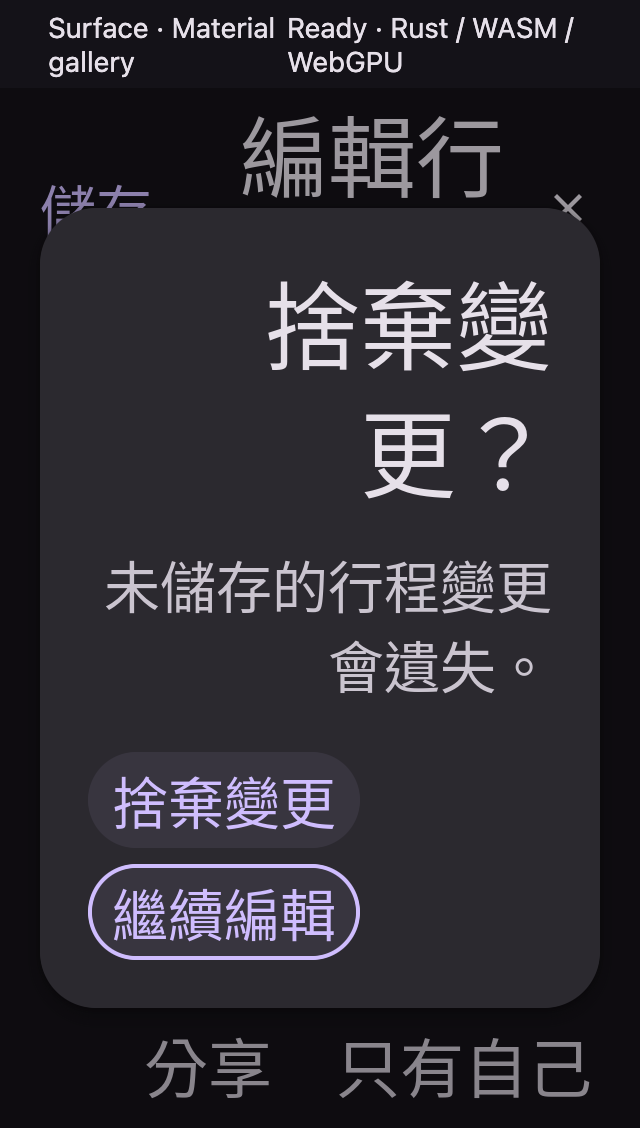 Surface · Material gallery
Ready · Rust / WASM / WebGPU
編輯行
儲存
捨棄變
更？
未儲存的行程變更
會遺失。
捨棄變更
繼續編輯
分享
只有自己